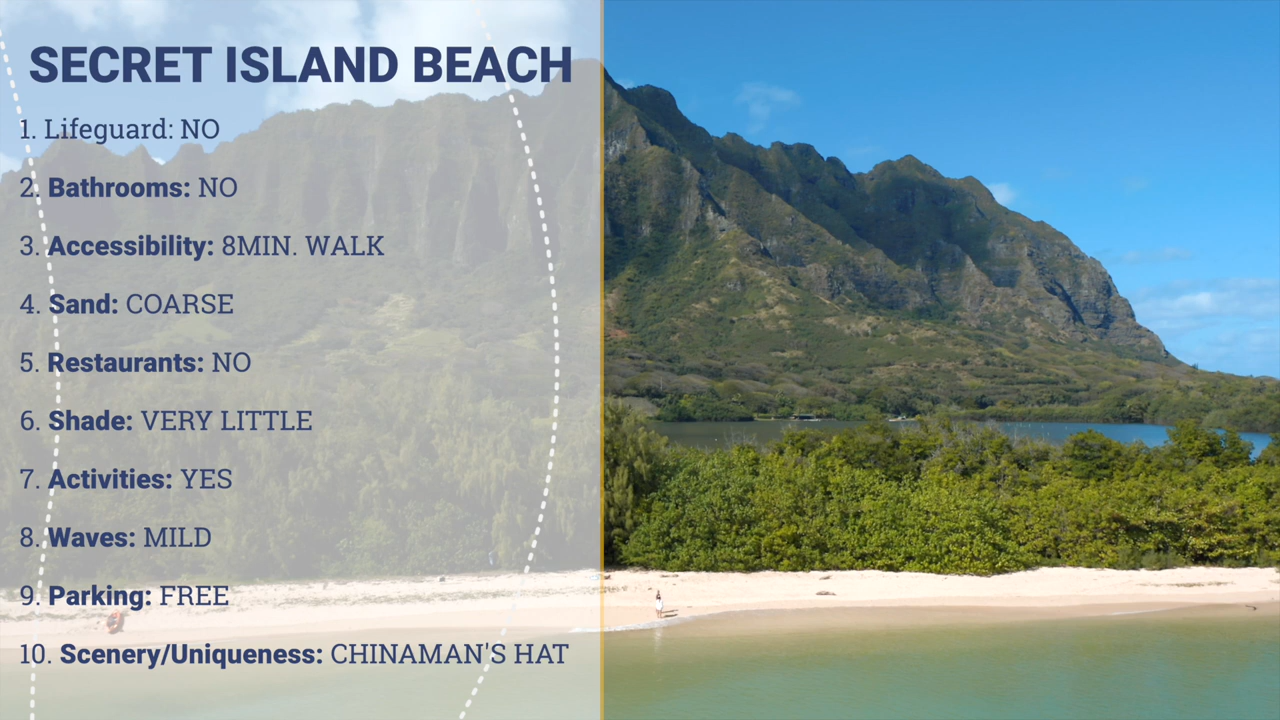 SECRET ISLAND BEACH
1. Lifeguard: NO
2. Bathrooms: NO
3. Accessibility: 8MIN. WALK
4. Sand: COARSE
5. Restaurants: NO
6. Shade: VERY LITTLE
7. Activities: YES
8. Waves: MILD
9. Parking: FREE
10. Scenery/Uniqueness: CHINAMAN'S HAT